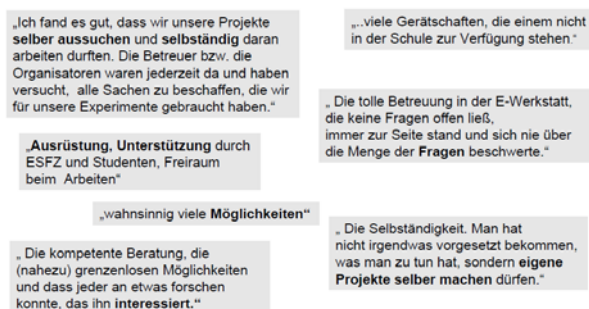 „Ich fand es gut, dass wir unsere Projekte
selber aussuchen und selbständig daran
arbeiten durften. Die Betreuer bzw. die
Organisatoren waren jederzeit da und haben
versucht, alle Sachen zu beschaffen, die wir
für unsere Experimente gebraucht haben.“
„..viele Gerätschaften, die einem nicht
in der Schule zur Verfügung stehen.“
„ Die tolle Betreuung in der E-Werkstatt,
die keine Fragen offen ließ,
immer zur Seite stand und sich nie über
die Menge der Fragen beschwerte.“
„Ausrüstung, Unterstützung durch
ESFZ und Studenten, Freiraum
beim Arbeiten“
„wahnsinnig viele Möglichkeiten“
„ Die Selbständigkeit. Man hat
nicht irgendwas vorgesetzt bekommen,
was man zu tun hat, sondern eigene
Projekte selber machen dürfen.“
„ Die kompetente Beratung, die
(nahezu) grenzenlosen Möglichkeiten
und dass jeder an etwas forschen
konnte, das ihn interessiert.“